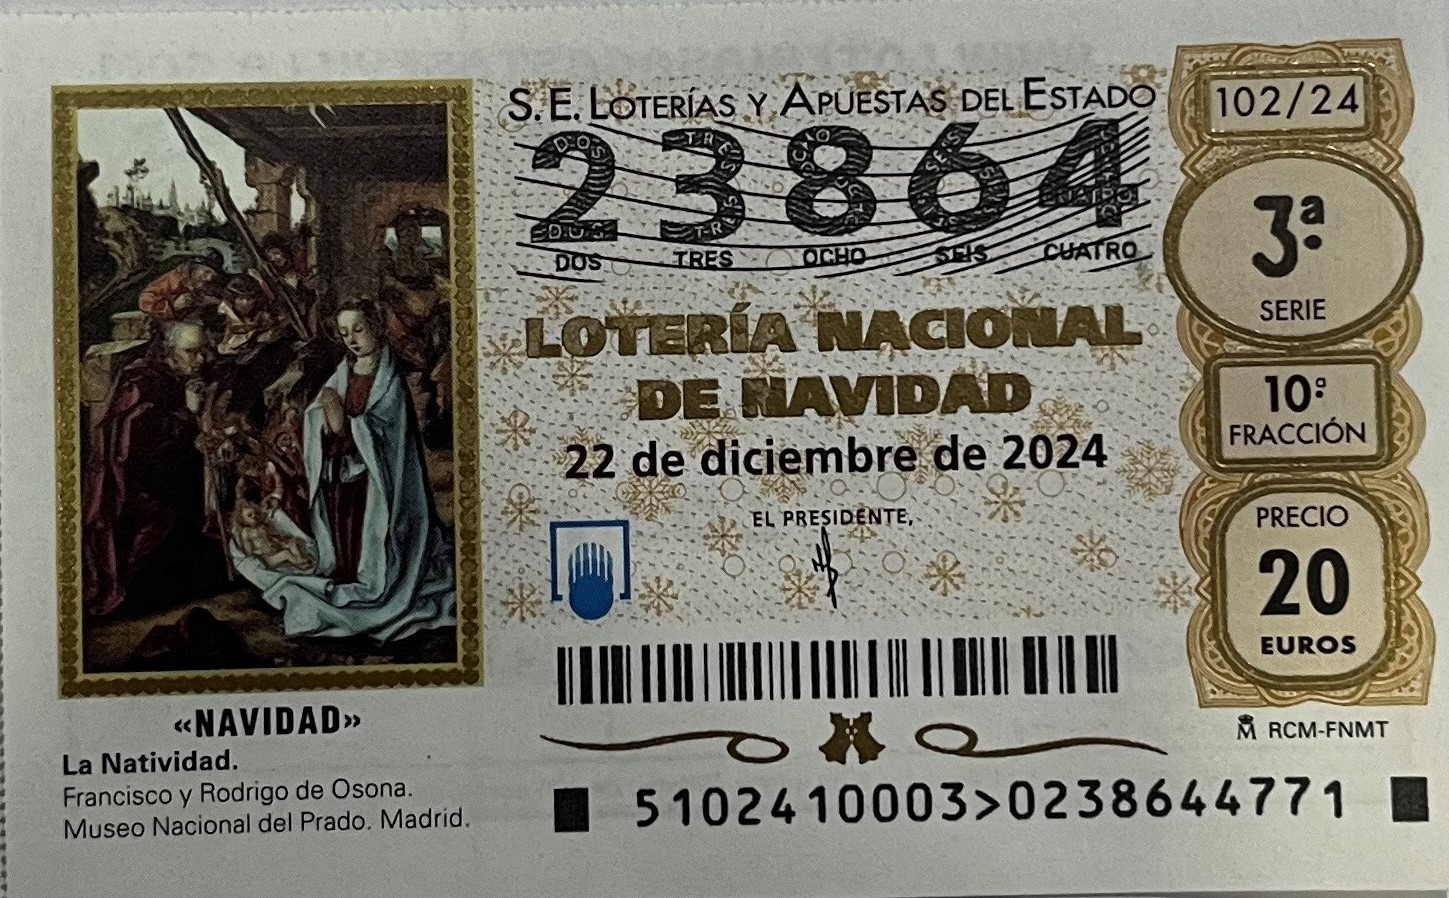 S. E. LOTERÍAS Y APUESTAS DEL ESTADO
23864
DOS TRES OCHO SEIS CUATRO
LOTERÍA NACIONAL
DE NAVIDAD
22 de diciembre de 2024
EL PRESIDENTE,
102/24
3ª
SERIE
10ª
FRACCIÓN
PRECIO
20
EUROS
RCM-FNMT
«NAVIDAD»
La Natividad.
Francisco y Rodrigo de Osona.
Museo Nacional del Prado. Madrid.
5102410003>0238644771